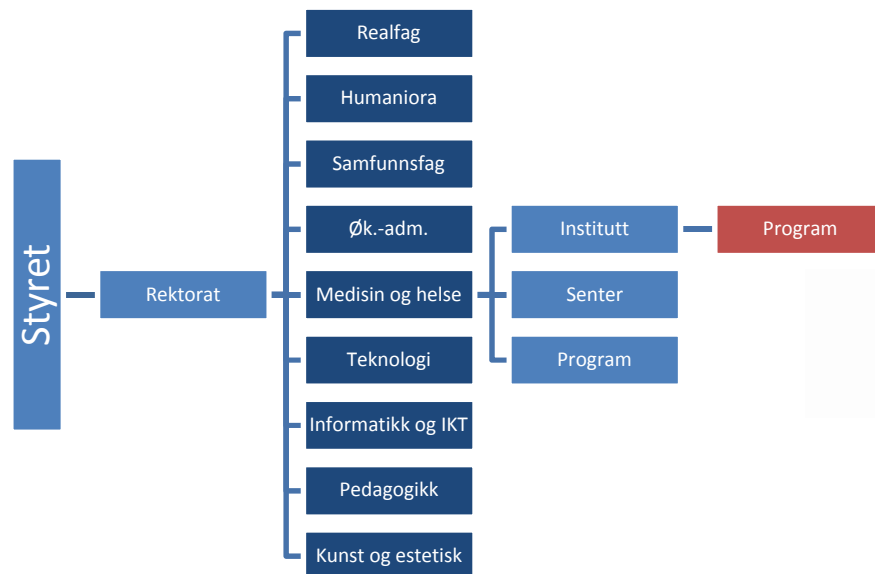 Styret
Rektorat
Realfag
Humaniora
Samfunnsfag
Øk.-adm.
Medisin og helse
Teknologi
Informatikk og IKT
Pedagogikk
Kunst og estetisk
Institutt
Senter
Program
Program